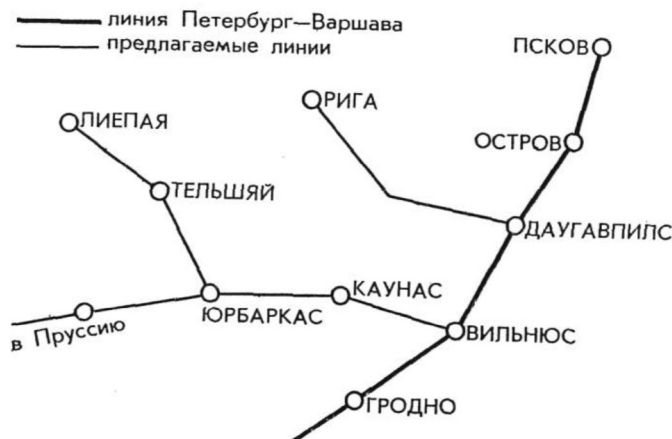 линия Петербург—Варшава
предлагаемые линии
ПСКОВ
РИГА
ЛИЕПАЯ
ОСТРОВ
ТЕЛЬШЯЙ
ДАУГАВПИЛС
КАУНАС
ЮРБАРКАС
в Пруссию
ВИЛЬНЮС
ГРОДНО